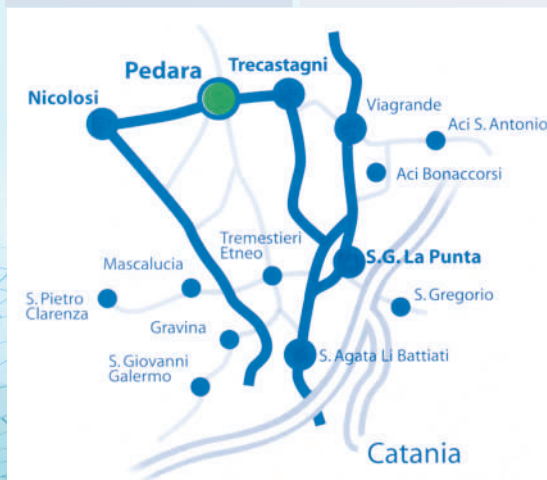 Pedara
Trecastagni
Nicolosi
Viagrande
Aci S. Antonio
Aci Bonaccorsi
Tremestieri
Etneo
Mascalucia
S.G. La Punta
S. Pietro
Clarenza
S. Gregorio
Gravina
S. Giovanni
Galermo
S. Agata Li Battiati
Catania